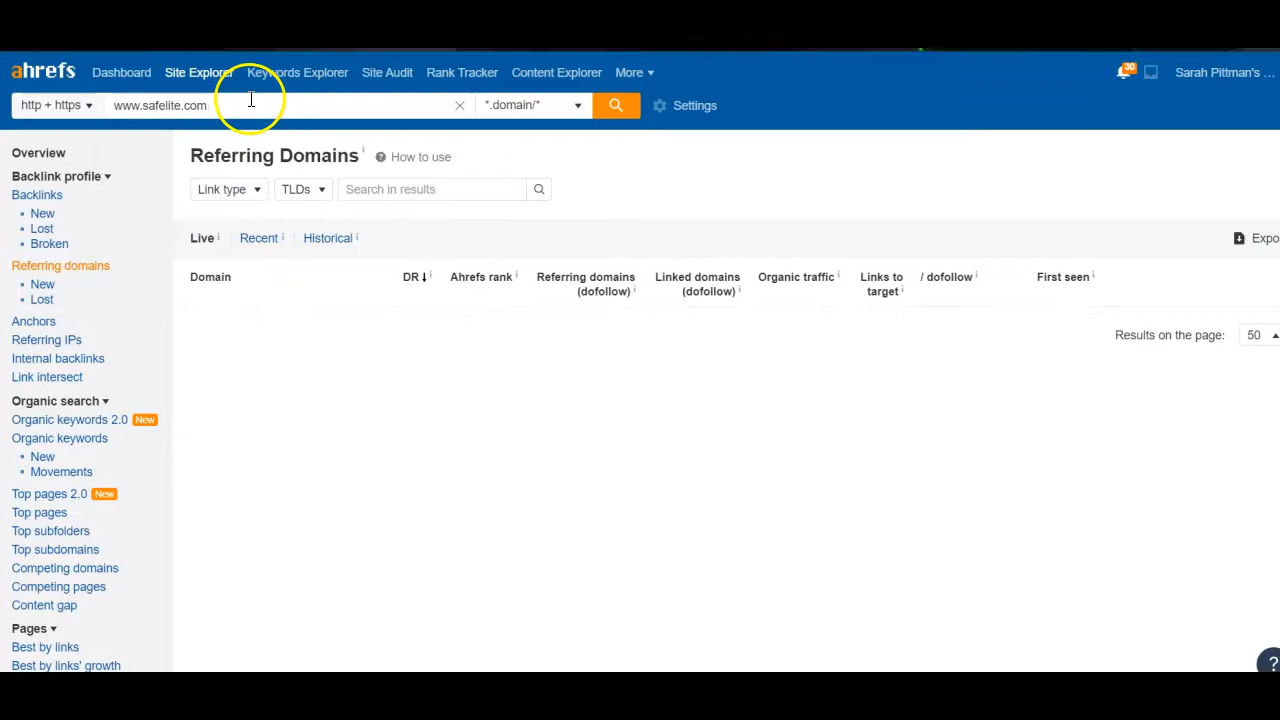 ahrefs Dashboard Site Explorer Keywords Explorer Site Audit Rank Tracker Content Explorer More 30 Sarah Pittman's ...
http + https www.safelite.com *.domain/* Settings
Overview
Backlink profile
Backlinks
New
Lost
Broken
Referring domains
New
Lost
Anchors
Referring IPs
Internal backlinks
Link intersect
Organic search
Organic keywords 2.0 New
Organic keywords
New
Movements
Top pages 2.0 New
Top pages
Top subfolders
Top subdomains
Competing domains
Competing pages
Content gap
Pages
Best by links
Best by links' growth
Referring Domains i ? How to use
Link type TLDs Search in results
Live i Recent i Historical i Expo
Domain DR i Ahrefs rank i Referring domains (dofollow) i Linked domains (dofollow) i Organic traffic i Links to target i / dofollow i First seen i
Results on the page: 50
?